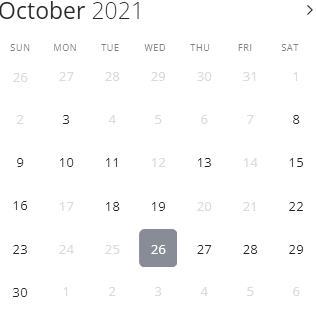 October 2021
SUN MON TUE WED THU FRI SAT
26 27 28 29 30 31 1
2 3 4 5 6 7 8
9 10 11 12 13 14 15
16 17 18 19 20 21 22
23 24 25 26 27 28 29
30 1 2 3 4 5 6